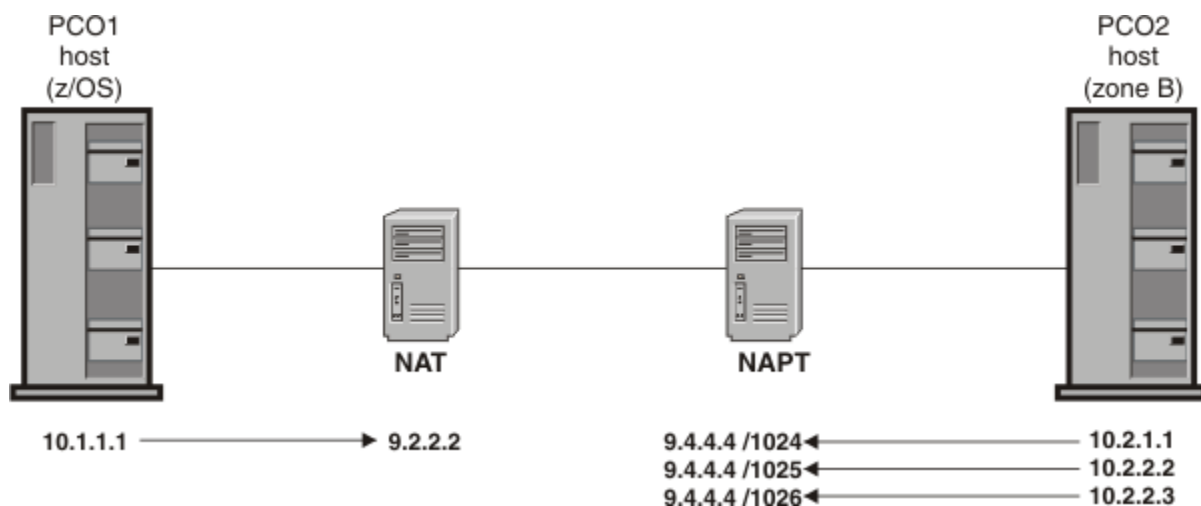 PCO1
host
(z/OS)
PCO2
host
(zone B)
NAT
NAPT
10.1.1.1
9.2.2.2
9.4.4.4 /1024
10.2.1.1
9.4.4.4 /1025
10.2.2.2
9.4.4.4 /1026
10.2.2.3